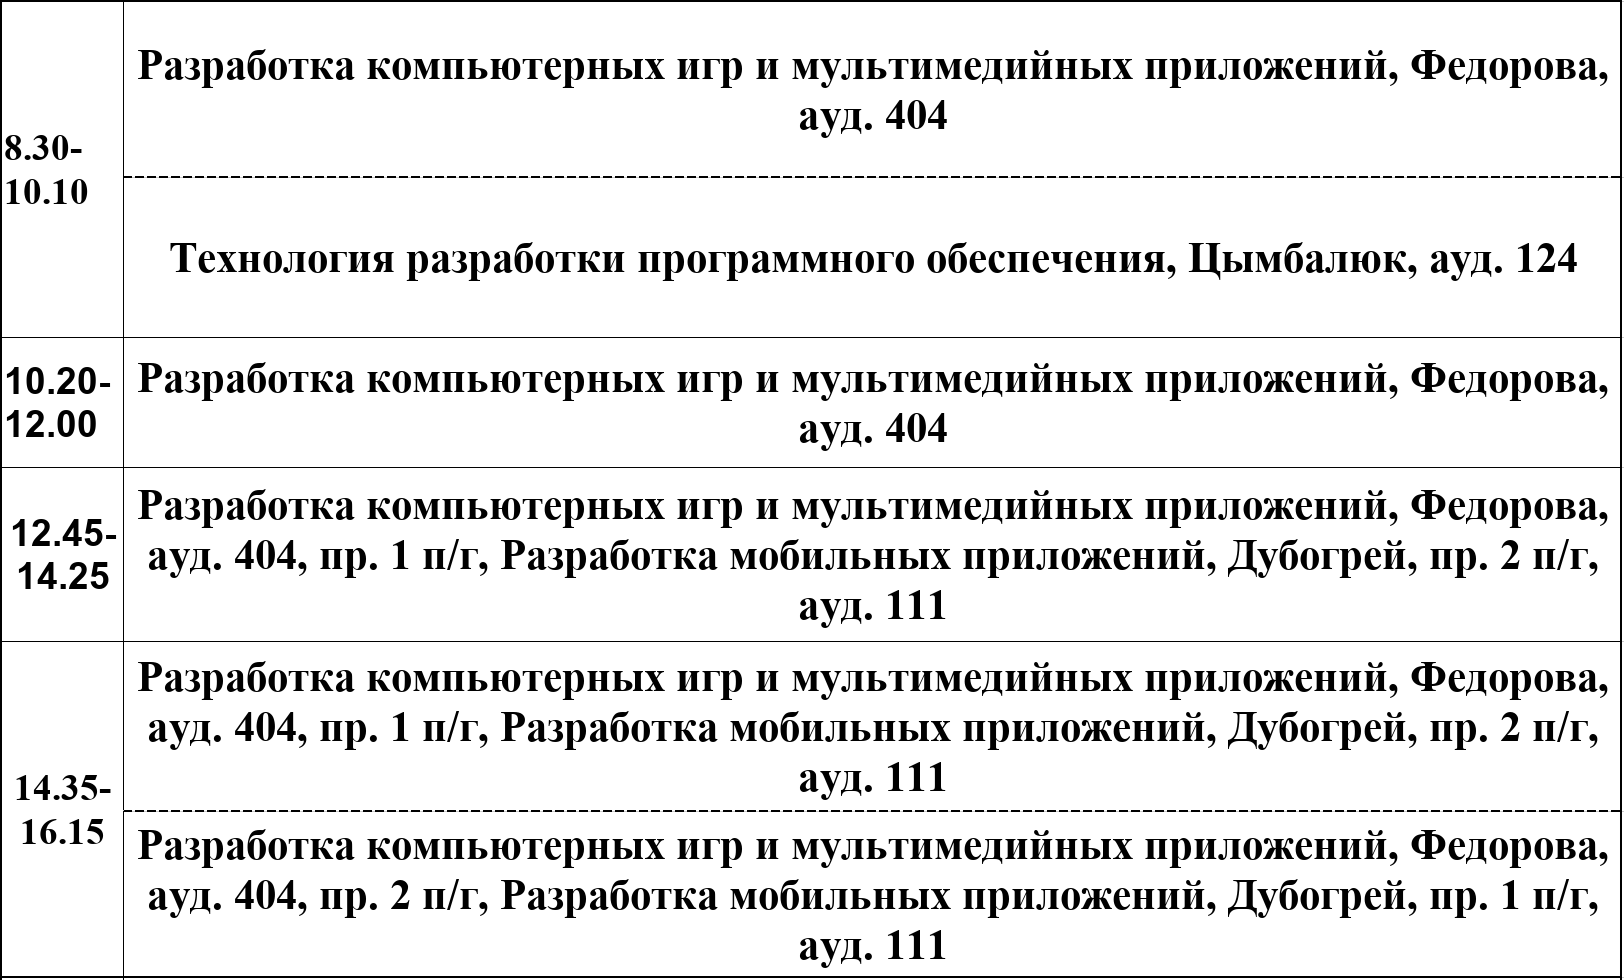 8.30-
10.10
Разработка компьютерных игр и мультимедийных приложений, Федорова,
ауд. 404
Технология разработки программного обеспечения, Цымбалюк, ауд. 124
10.20-
12.00
Разработка компьютерных игр и мультимедийных приложений, Федорова,
ауд. 404
12.45-
14.25
Разработка компьютерных игр и мультимедийных приложений, Федорова,
ауд. 404, пр. 1 п/г, Разработка мобильных приложений, Дубогрей, пр. 2 п/г,
ауд. 111
14.35-
16.15
Разработка компьютерных игр и мультимедийных приложений, Федорова,
ауд. 404, пр. 1 п/г, Разработка мобильных приложений, Дубогрей, пр. 2 п/г,
ауд. 111
Разработка компьютерных игр и мультимедийных приложений, Федорова,
ауд. 404, пр. 2 п/г, Разработка мобильных приложений, Дубогрей, пр. 1 п/г,
ауд. 111